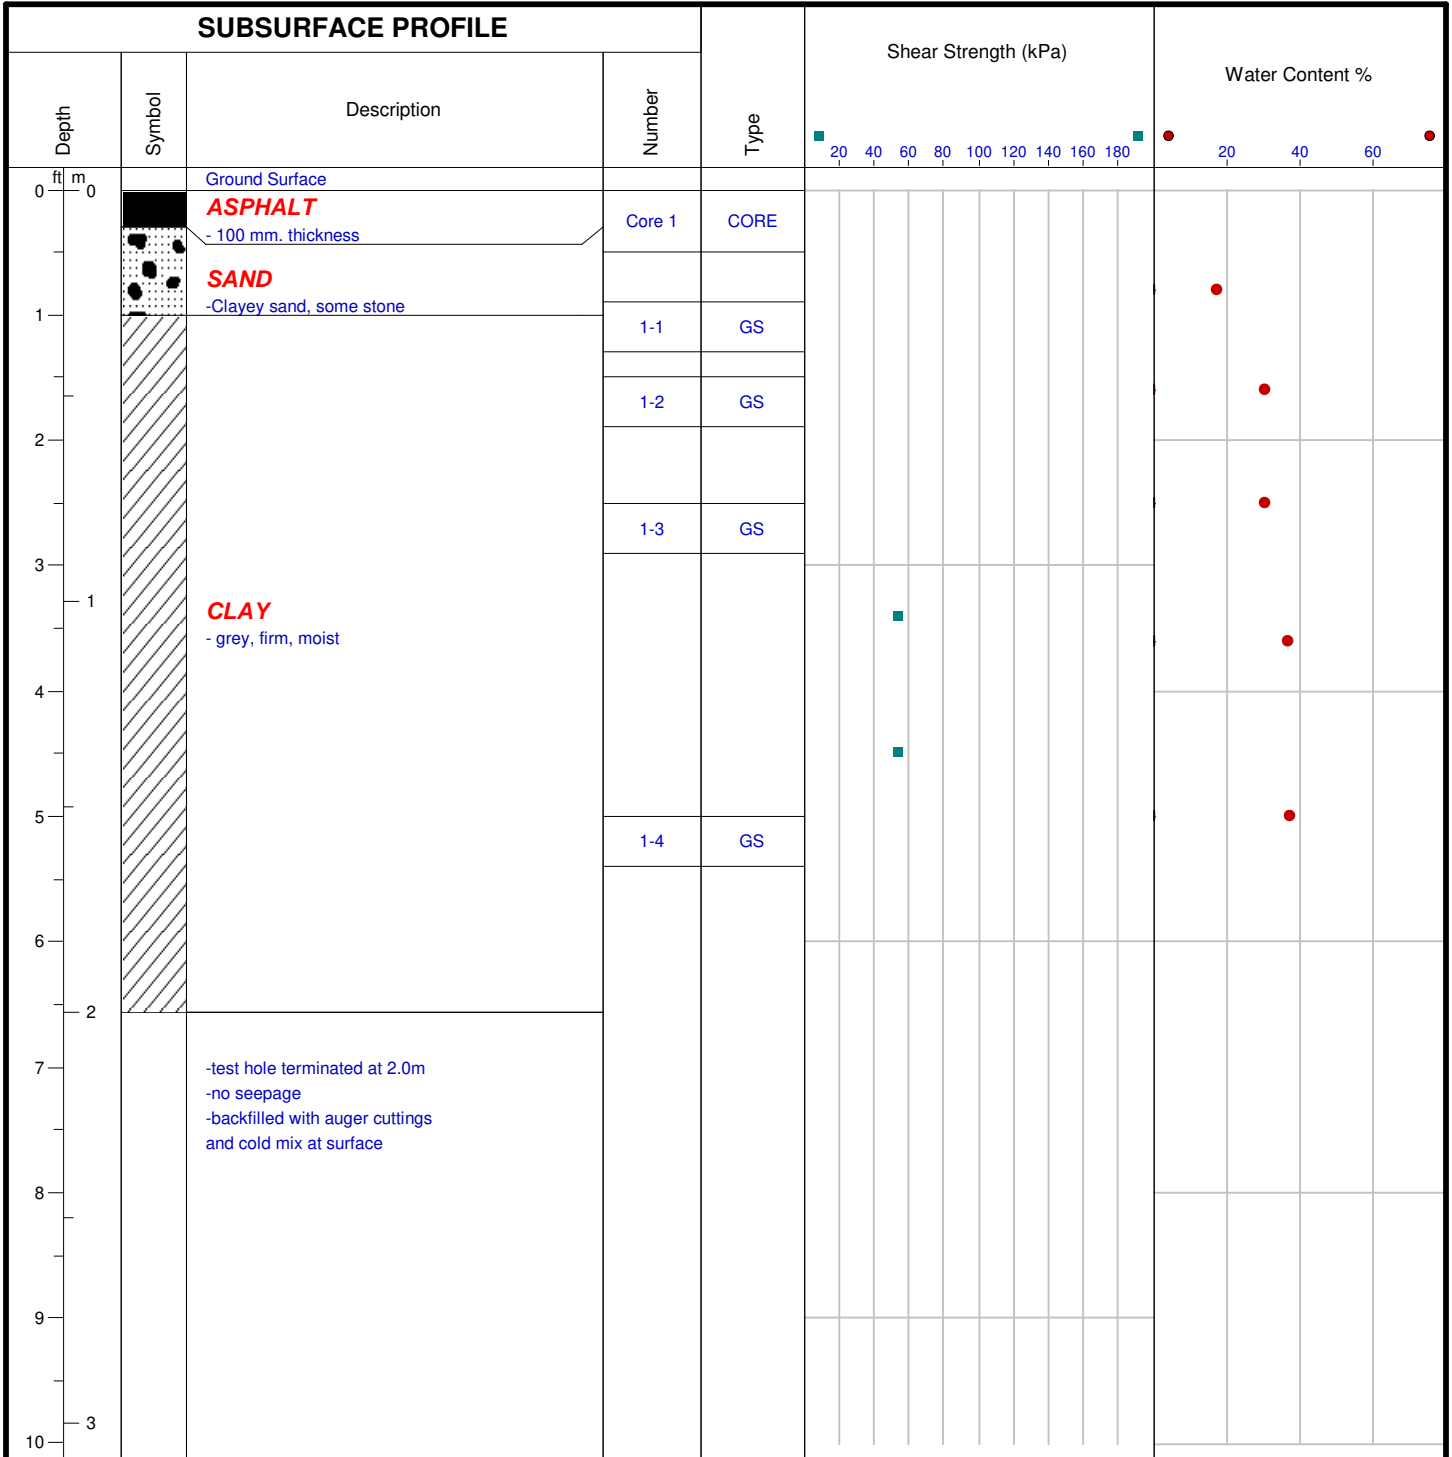 SUBSURFACE PROFILE
Shear Strength (kPa)
Water Content %
Depth
Symbol
Description
Number
Type
20 40 60 80 100 120 140 160 180
20 40 60
ft m
Ground Surface
0 0
ASPHALT
- 100 mm. thickness
Core 1 CORE
SAND
-Clayey sand, some stone
1
1-1 GS
1-2 GS
2
1-3 GS
3
1
CLAY
- grey, firm, moist
4
5
1-4 GS
6
2
7
-test hole terminated at 2.0m
-no seepage
-backfilled with auger cuttings
and cold mix at surface
8
9
3
10